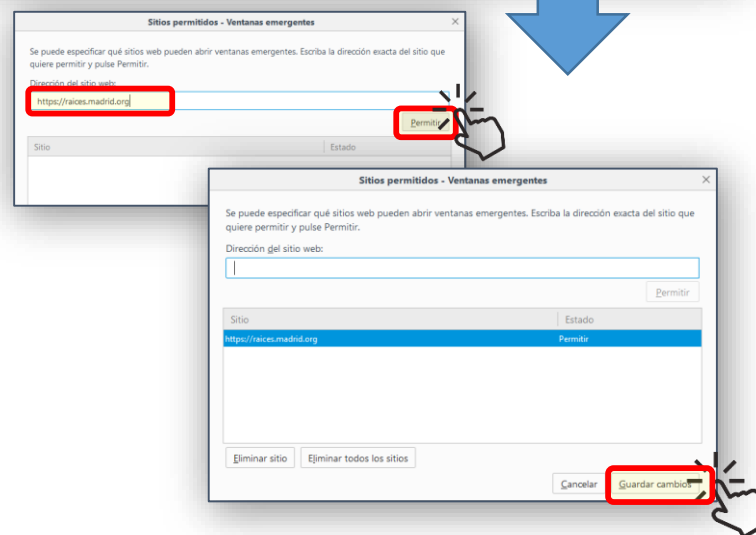 Sitios permitidos - Ventanas emergentes
Se puede especificar qué sitios web pueden abrir ventanas emergentes. Escriba la dirección exacta del sitio que
quiere permitir y pulse Permitir.
Dirección del sitio web:
https://raices.madrid.org
Permitir
Sitio Estado
Sitios permitidos - Ventanas emergentes
Se puede especificar qué sitios web pueden abrir ventanas emergentes. Escriba la dirección exacta del sitio que
quiere permitir y pulse Permitir.
Dirección del sitio web:
Permitir
Sitio Estado
https://raices.madrid.org Permitir
Eliminar sitio Eliminar todos los sitios
Cancelar Guardar cambios